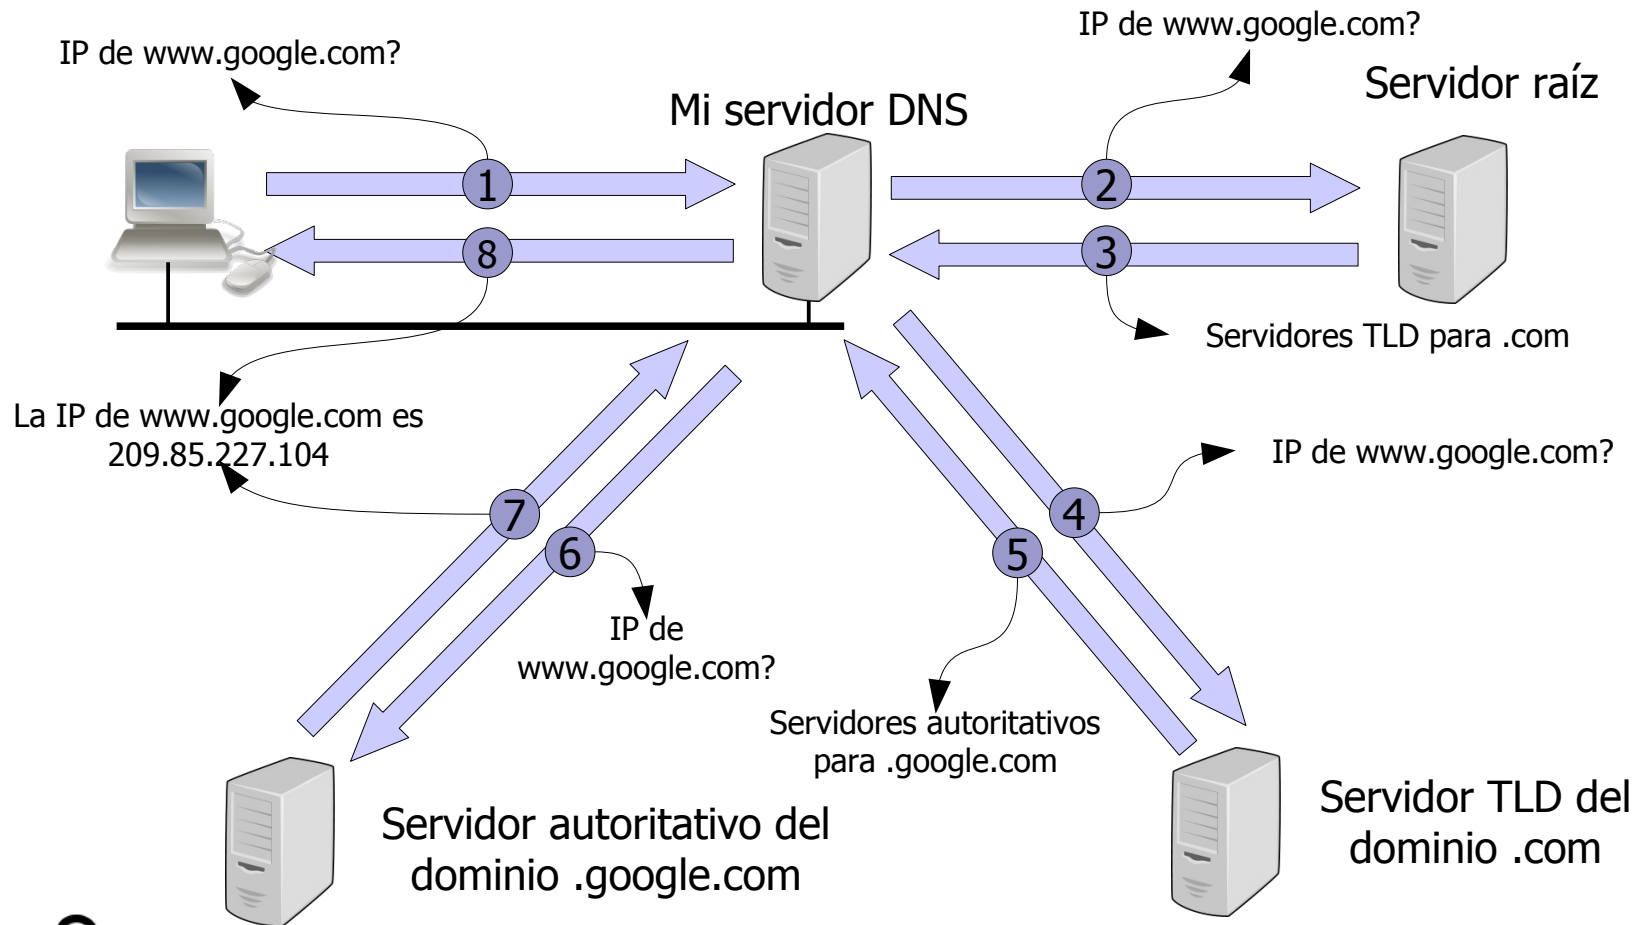 IP de www.google.com?
IP de www.google.com?
Mi servidor DNS
Servidor raíz
1
2
8
3
Servidores TLD para .com
La IP de www.google.com es
209.85.227.104
IP de www.google.com?
7
4
6
5
IP de
www.google.com?
Servidores autoritativos
para .google.com
Servidor autoritativo del
dominio .google.com
Servidor TLD del
dominio .com